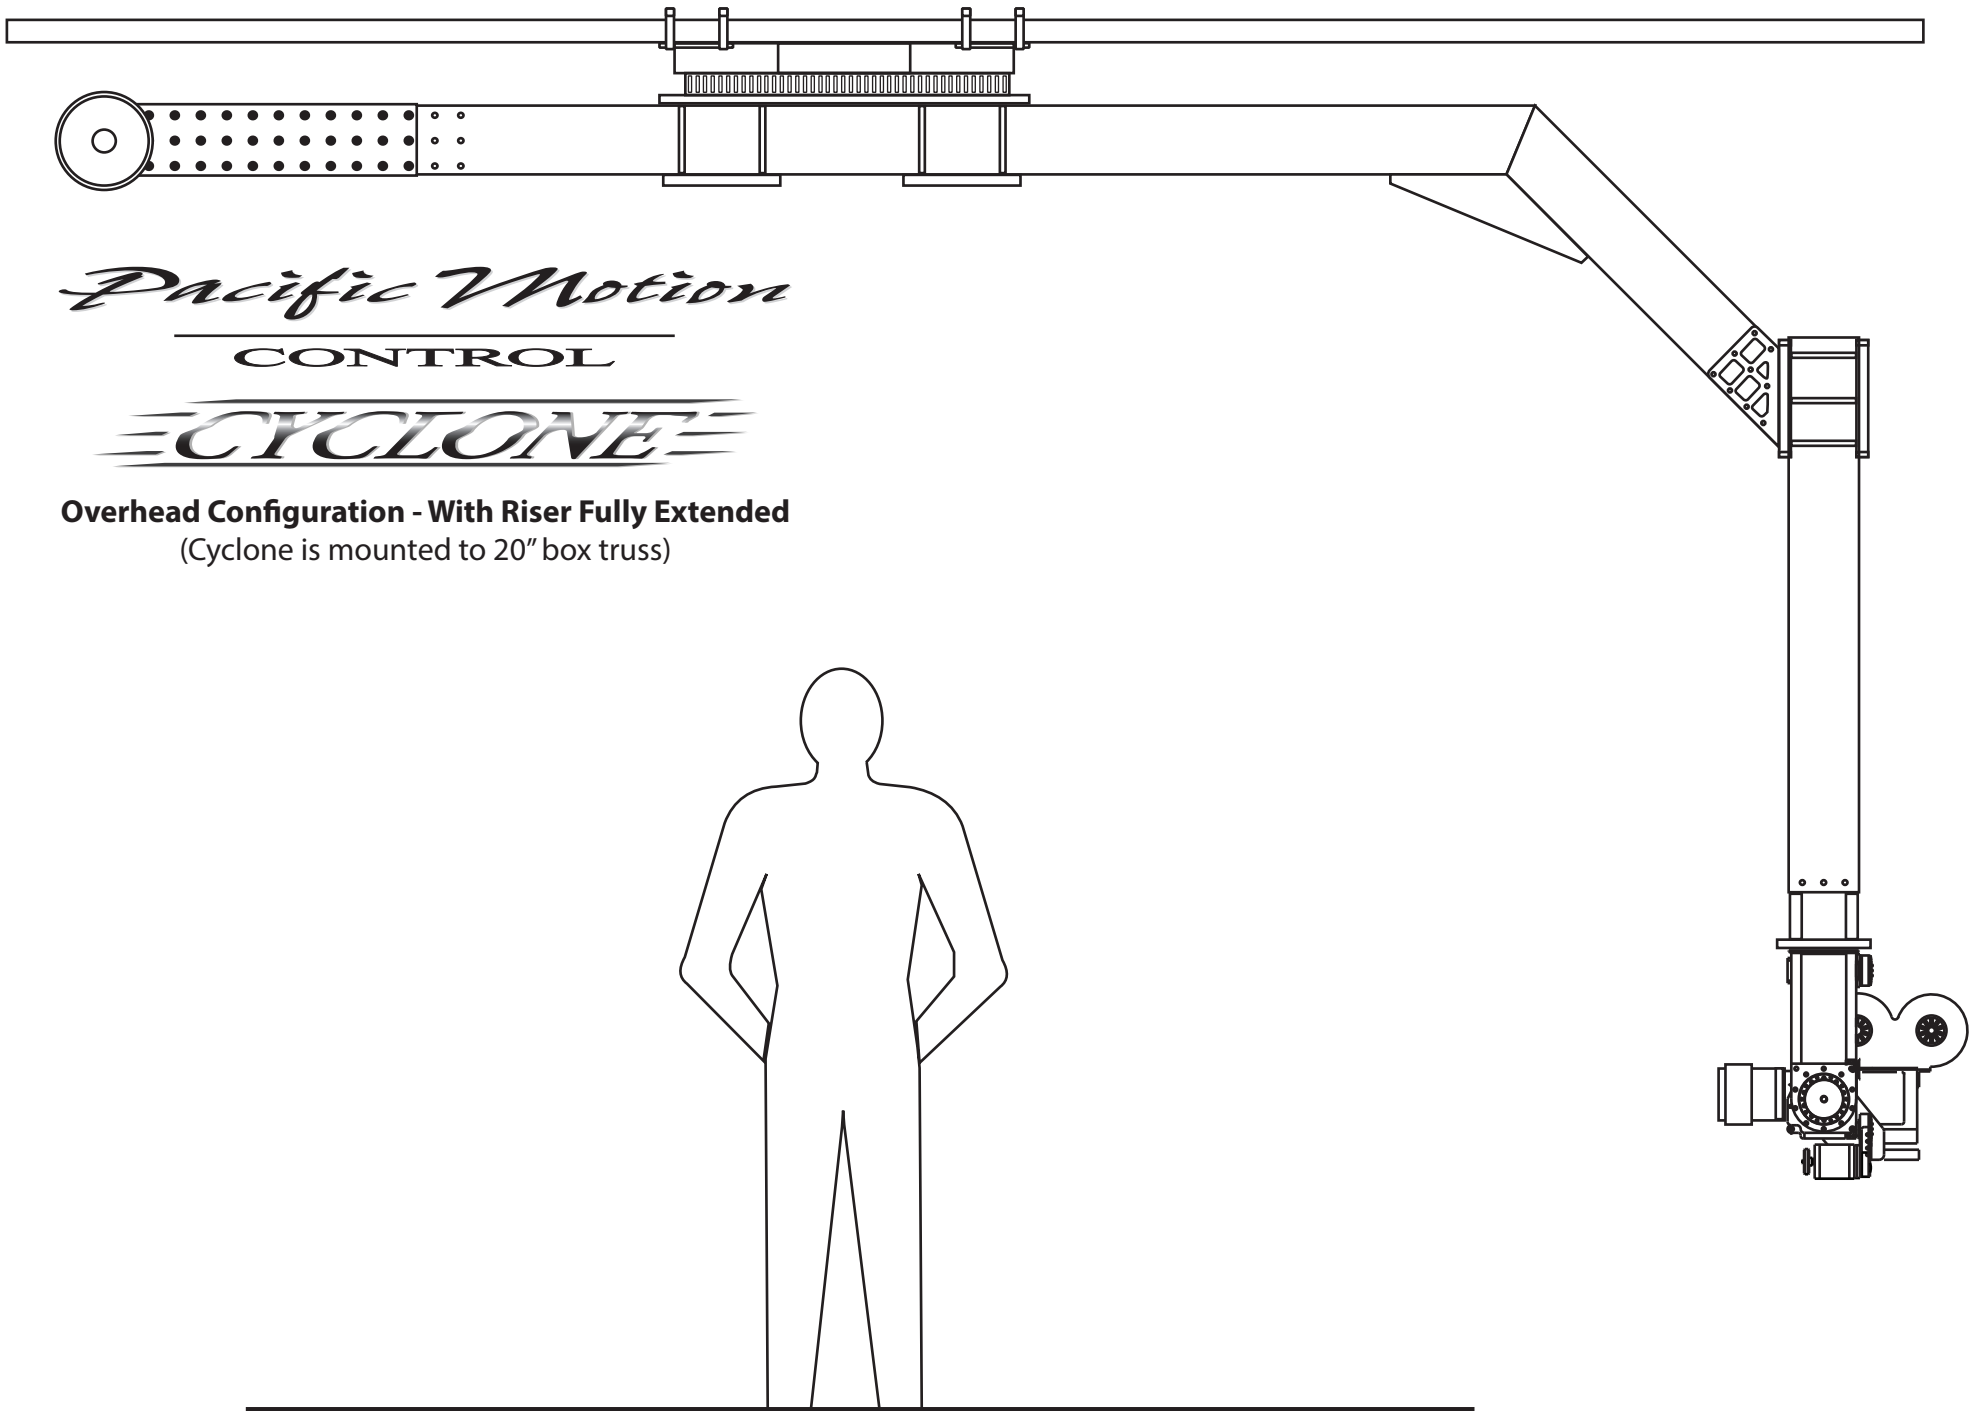 Pacific Motion
CONTROL
CYCLONE
Overhead Configuration - With Riser Fully Extended
(Cyclone is mounted to 20” box truss)